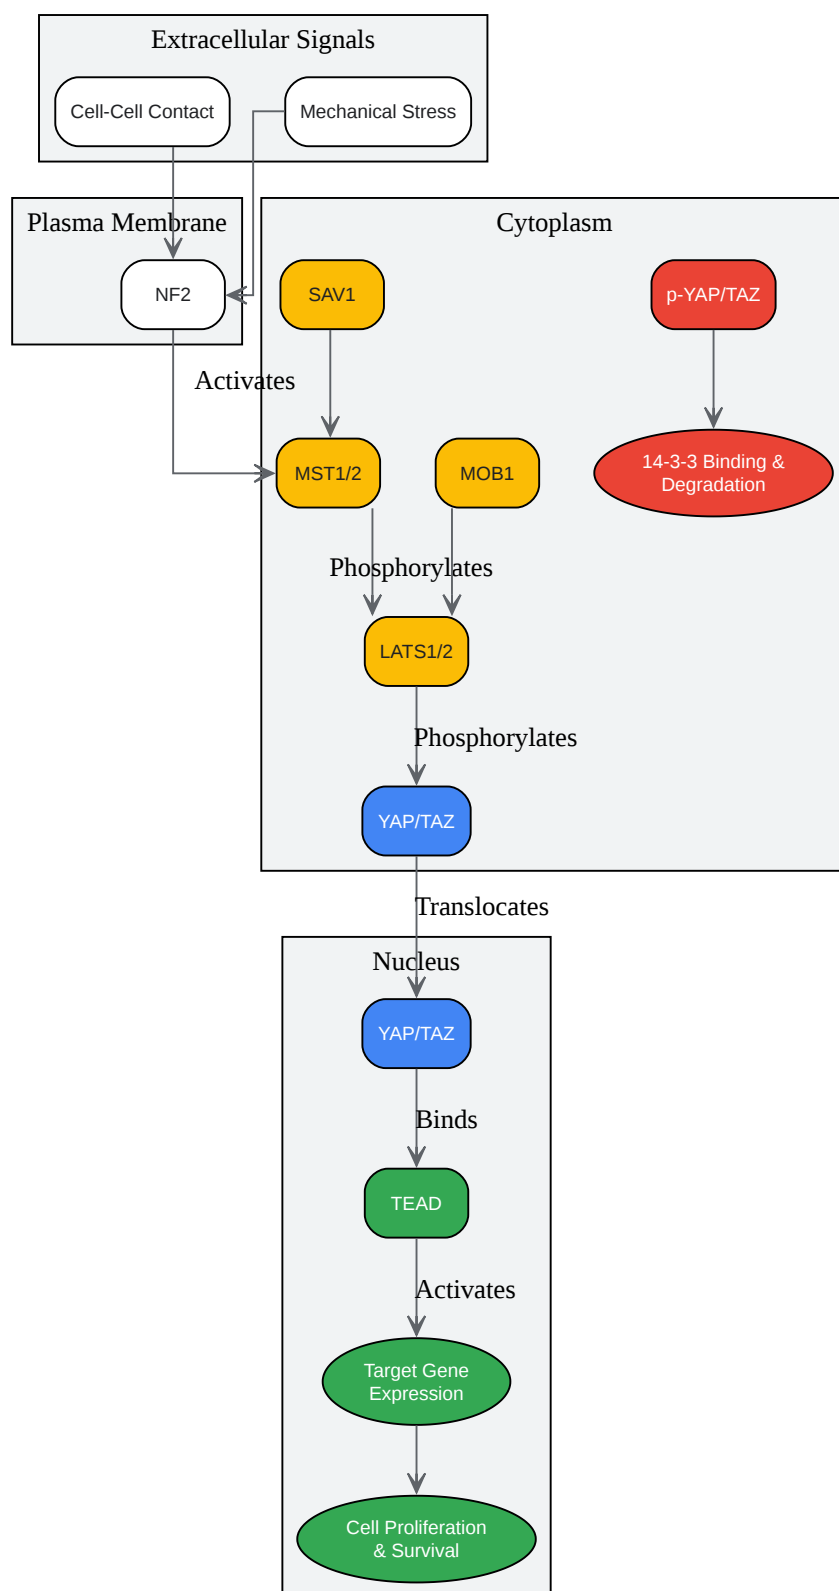 Extracellular Signals
Cell-Cell Contact
Mechanical Stress
Plasma Membrane
Cytoplasm
NF2
SAV1
p-YAP/TAZ
Activates
MST1/2
MOB1
14-3-3 Binding &
Degradation
Phosphorylates
LATS1/2
Phosphorylates
YAP/TAZ
Translocates
Nucleus
YAP/TAZ
Binds
TEAD
Activates
Target Gene
Expression
Cell Proliferation
& Survival